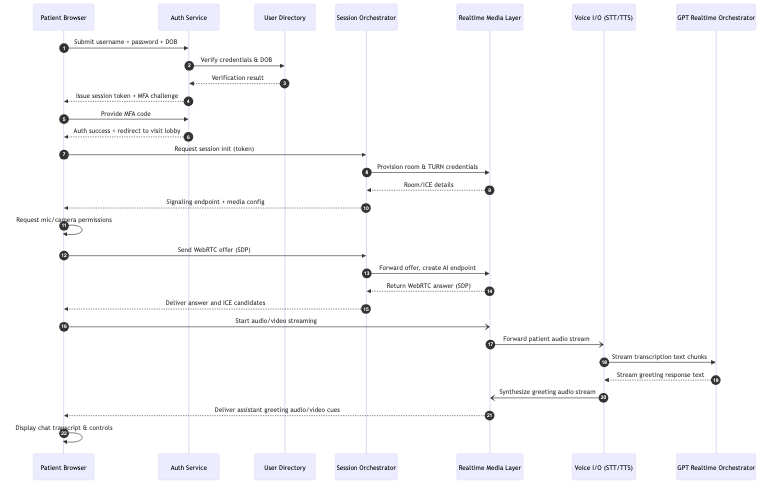 Patient Browser Auth Service User Directory Session Orchestrator Realtime Media Layer Voice I/O (STT/TTS) GPT Realtime Orchestrator
1 Submit username + password + DOB
2 Verify credentials & DOB
3 Verification result
4 Issue session token + MFA challenge
5 Provide MFA code
6 Auth success + redirect to visit lobby
7 Request session init (token)
8 Provision room & TURN credentials
9 Room/ICE details
10 Signaling endpoint + media config
11 Request mic/camera permissions
12 Send WebRTC offer (SDP)
13 Forward offer, create AI endpoint
14 Return WebRTC answer (SDP)
15 Deliver answer and ICE candidates
16 Start audio/video streaming
17 Forward patient audio stream
18 Stream transcription text chunks
19 Stream greeting response text
20 Synthesize greeting audio stream
21 Deliver assistant greeting audio/video cues
22 Display chat transcript & controls
Patient Browser Auth Service User Directory Session Orchestrator Realtime Media Layer Voice I/O (STT/TTS) GPT Realtime Orchestrator